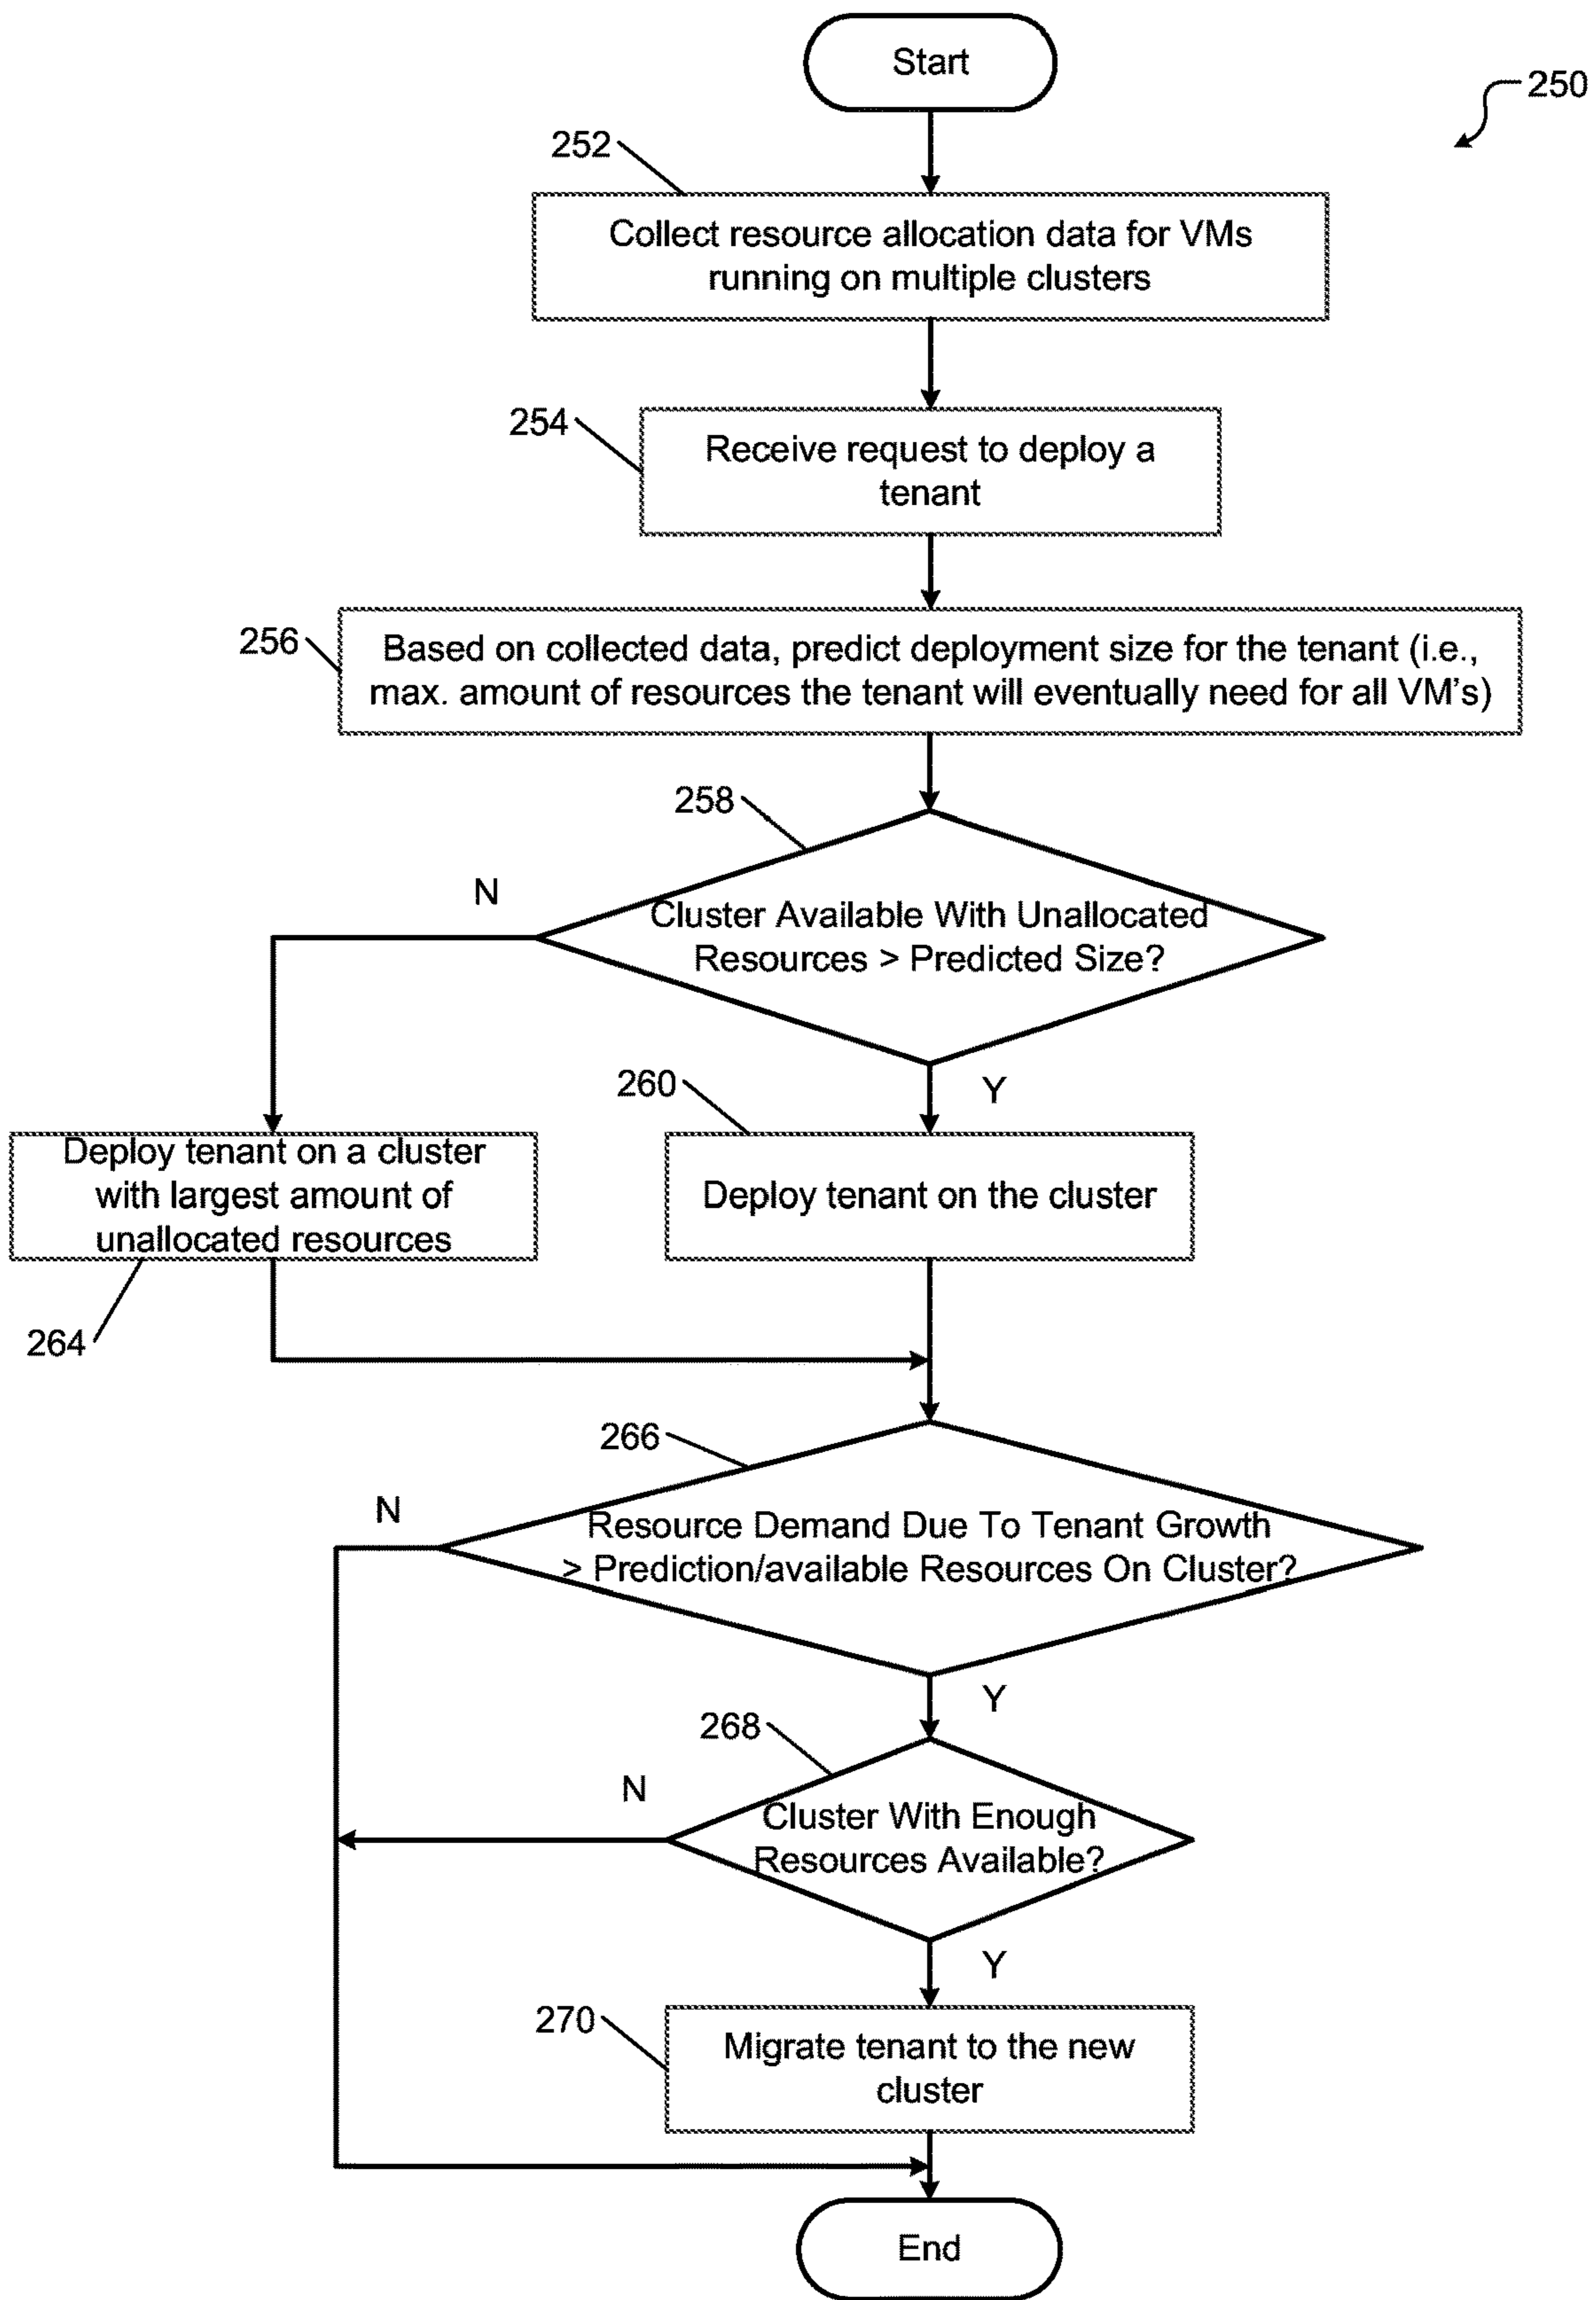 Start
250
252
Collect resource allocation data for VMs
running on multiple clusters
254
Receive request to deploy a
tenant
256
Based on collected data, predict deployment size for the tenant (i.e.,
max. amount of resources the tenant will eventually need for all VM's)
258
N
Cluster Available With Unallocated
Resources > Predicted Size?
260
Y
Deploy tenant on a cluster
with largest amount of
unallocated resources
Deploy tenant on the cluster
264
266
N
Resource Demand Due To Tenant Growth
> Prediction/available Resources On Cluster?
Y
268
N
Cluster With Enough
Resources Available?
Y
270
Migrate tenant to the new
cluster
End